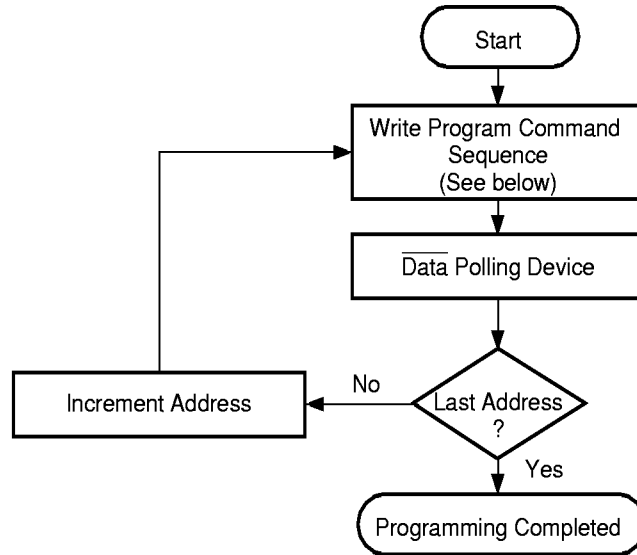 Start
Write Program Command
Sequence
(See below)
Data Polling Device
Last Address
?
No
Increment Address
Yes
Programming Completed